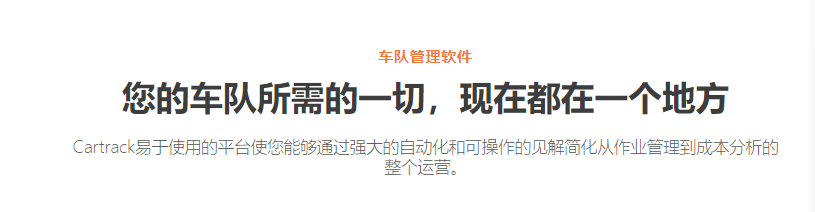 车队管理软件
您的车队所需的一切，现在都在一个地方
Cartrack易于使用的平台使您能够通过强大的自动化和可操作的见解简化从作业管理到成本分析的
整个运营。